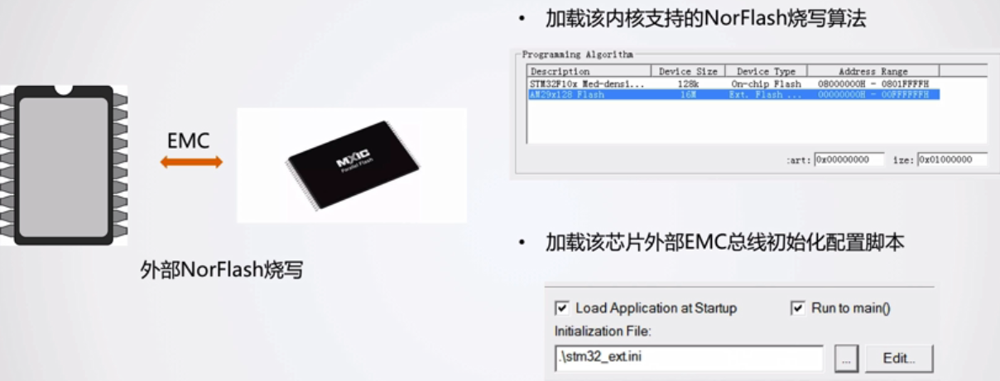 EMC
MXIC
Parallel Flash
外部NorFlash烧写
• 加载该内核支持的NorFlash烧写算法
Programming Algorithm
Description Device Size Device Type Address Range
STM32F10x Med-densi... 128k On-chip Flash 08000000H - 0801FFFFH
AM29x128 Flash 16M Ext. Flash ... 00000000H - 00FFFFFFH
:art: 0x00000000 ize: 0x01000000
• 加载该芯片外部EMC总线初始化配置脚本
Load Application at Startup Run to main()
Initialization File:
.\stm32_ext.ini ... Edit...